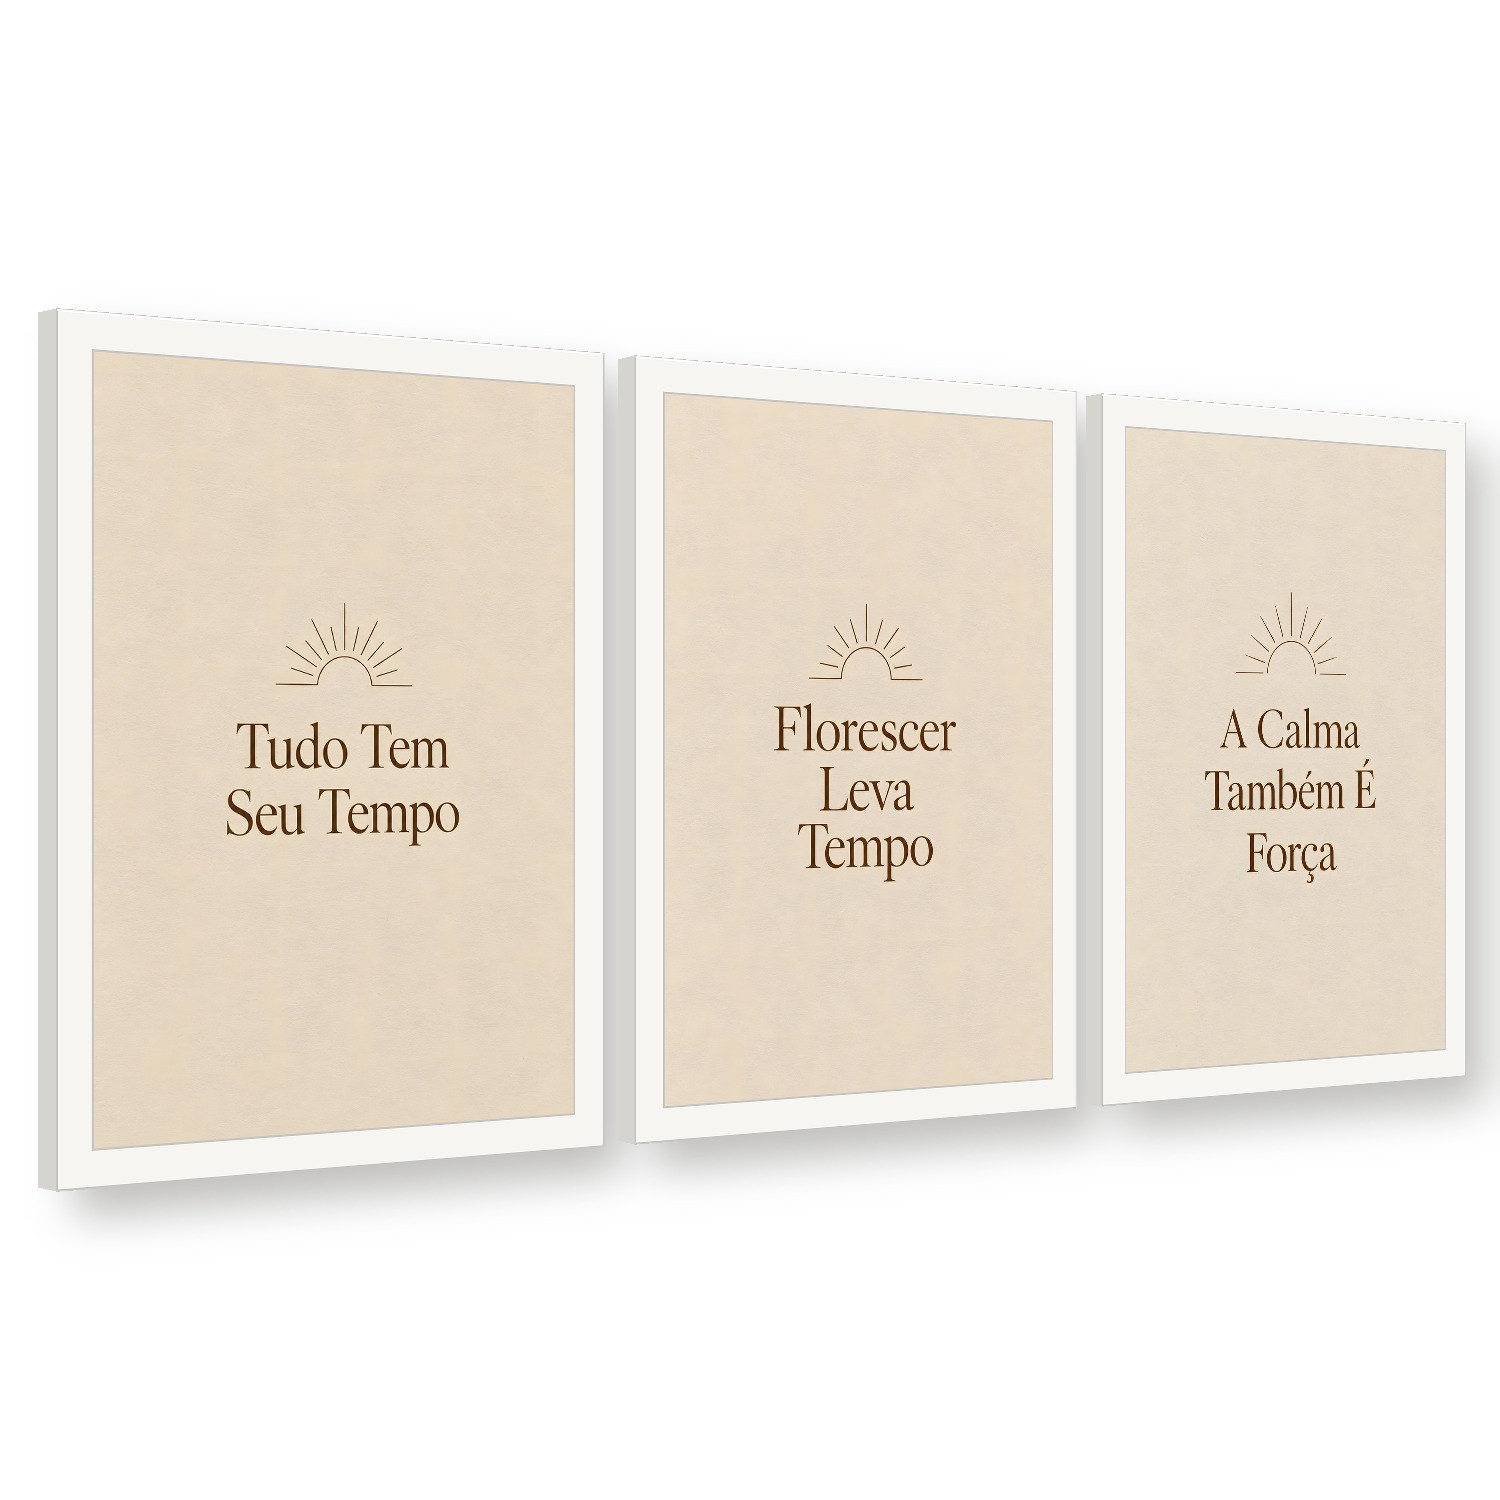 Tudo Tem
Seu Tempo
Florescer
Leva
Tempo
A Calma
Também É
Força